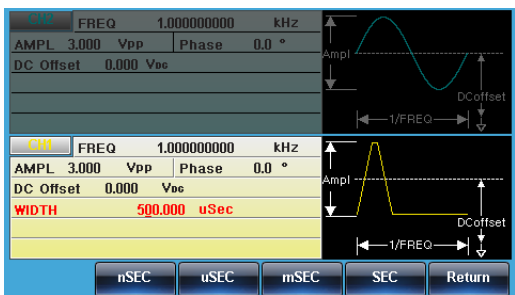 CH2 FREQ 1.000000000 kHz
AMPL 3.000 Vpp Phase 0.0 °
DC Offset 0.000 VDC
Ampl
DCoffset
1/FREQ
CH1 FREQ 1.000000000 kHz
AMPL 3.000 Vpp Phase 0.0 °
DC Offset 0.000 VDC
WIDTH 500.000 uSec
Ampl
DCoffset
1/FREQ
nSEC uSEC mSEC SEC Return